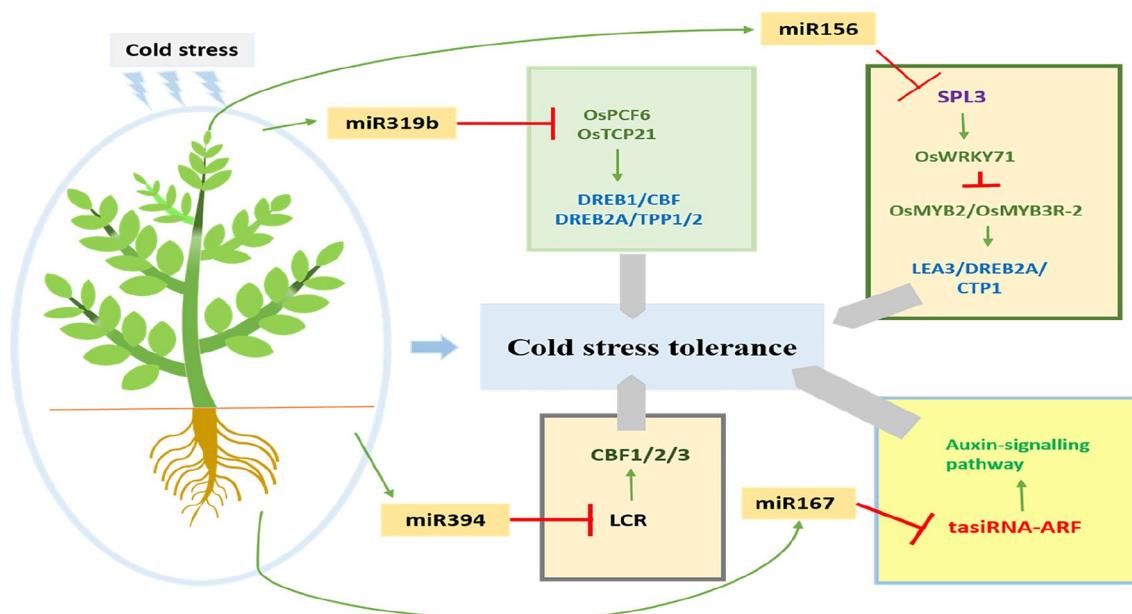 Cold stress
miR156
miR319b
OsPCF6
OsTCP21
DREB1/CBF
DREB2A/TPP1/2
SPL3
OsWRKY71
OsMYB2/OsMYB3R-2
LEA3/DREB2A/
CTP1
Cold stress tolerance
CBF1/2/3
LCR
miR394
miR167
Auxin-signalling
pathway
tasiRNA-ARF